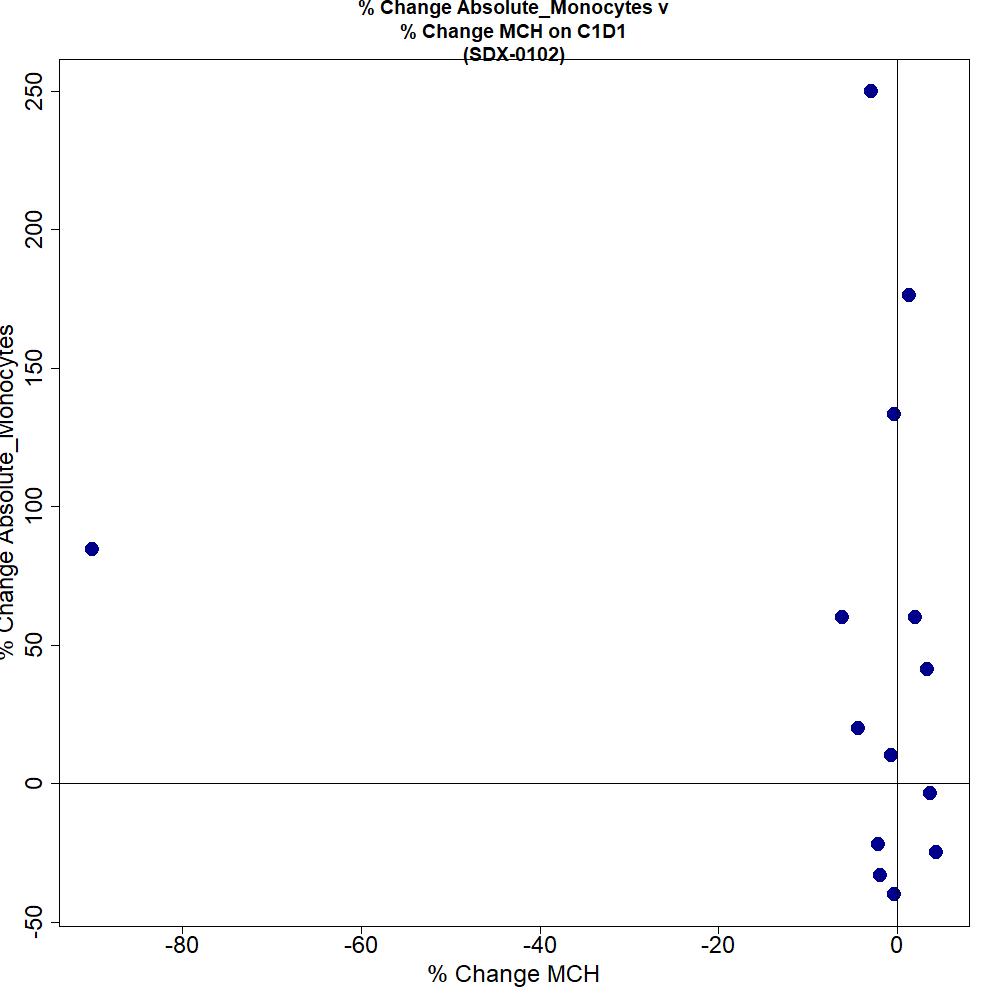 % Change Absolute_Monocytes v
% Change MCH on C1D1
(SDX-0102)
% Change Absolute_Monocytes
250
200
150
100
50
0
-50
-80
-60
-40
-20
0
% Change MCH